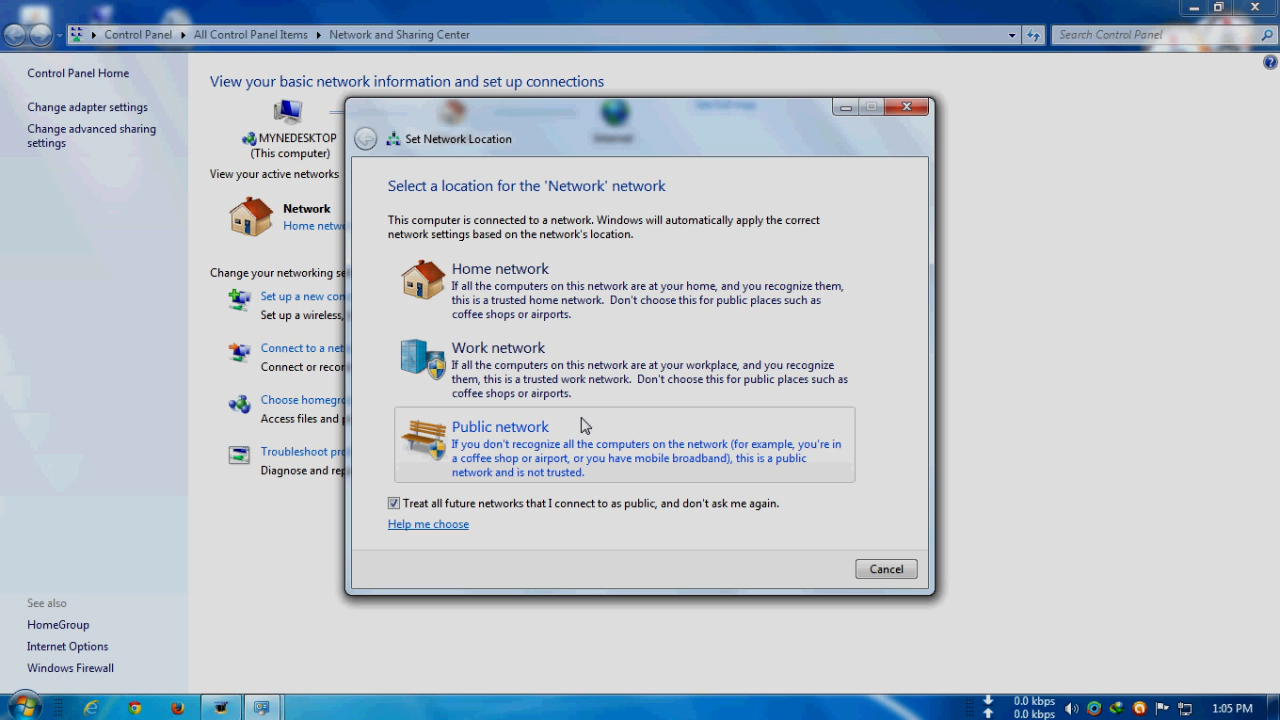 Control Panel
All Control Panel Items
Network and Sharing Center
Search Control Panel
Control Panel Home
Change adapter settings
Change advanced sharing
settings
See also
HomeGroup
Internet Options
Windows Firewall
View your basic network information and set up connections
MYNEDESKTOP
(This computer)
Internet
View your active networks
Network
Home netwo
Change your networking se
Set up a new con
Set up a wireless,
Connect to a net
Connect or recor
Choose homegro
Access files and p
Troubleshoot pro
Diagnose and rep
Set Network Location
Select a location for the 'Network' network
This computer is connected to a network. Windows will automatically apply the correct
network settings based on the network's location.
Home network
If all the computers on this network are at your home, and you recognize them,
this is a trusted home network.  Don't choose this for public places such as
coffee shops or airports.
Work network
If all the computers on this network are at your workplace, and you recognize
them, this is a trusted work network.  Don't choose this for public places such as
coffee shops or airports.
Public network
If you don't recognize all the computers on the network (for example, you're in
a coffee shop or airport, or you have mobile broadband), this is a public
network and is not trusted.
Treat all future networks that I connect to as public, and don't ask me again.
Help me choose
Cancel
0.0 kbps
0.0 kbps
1:05 PM